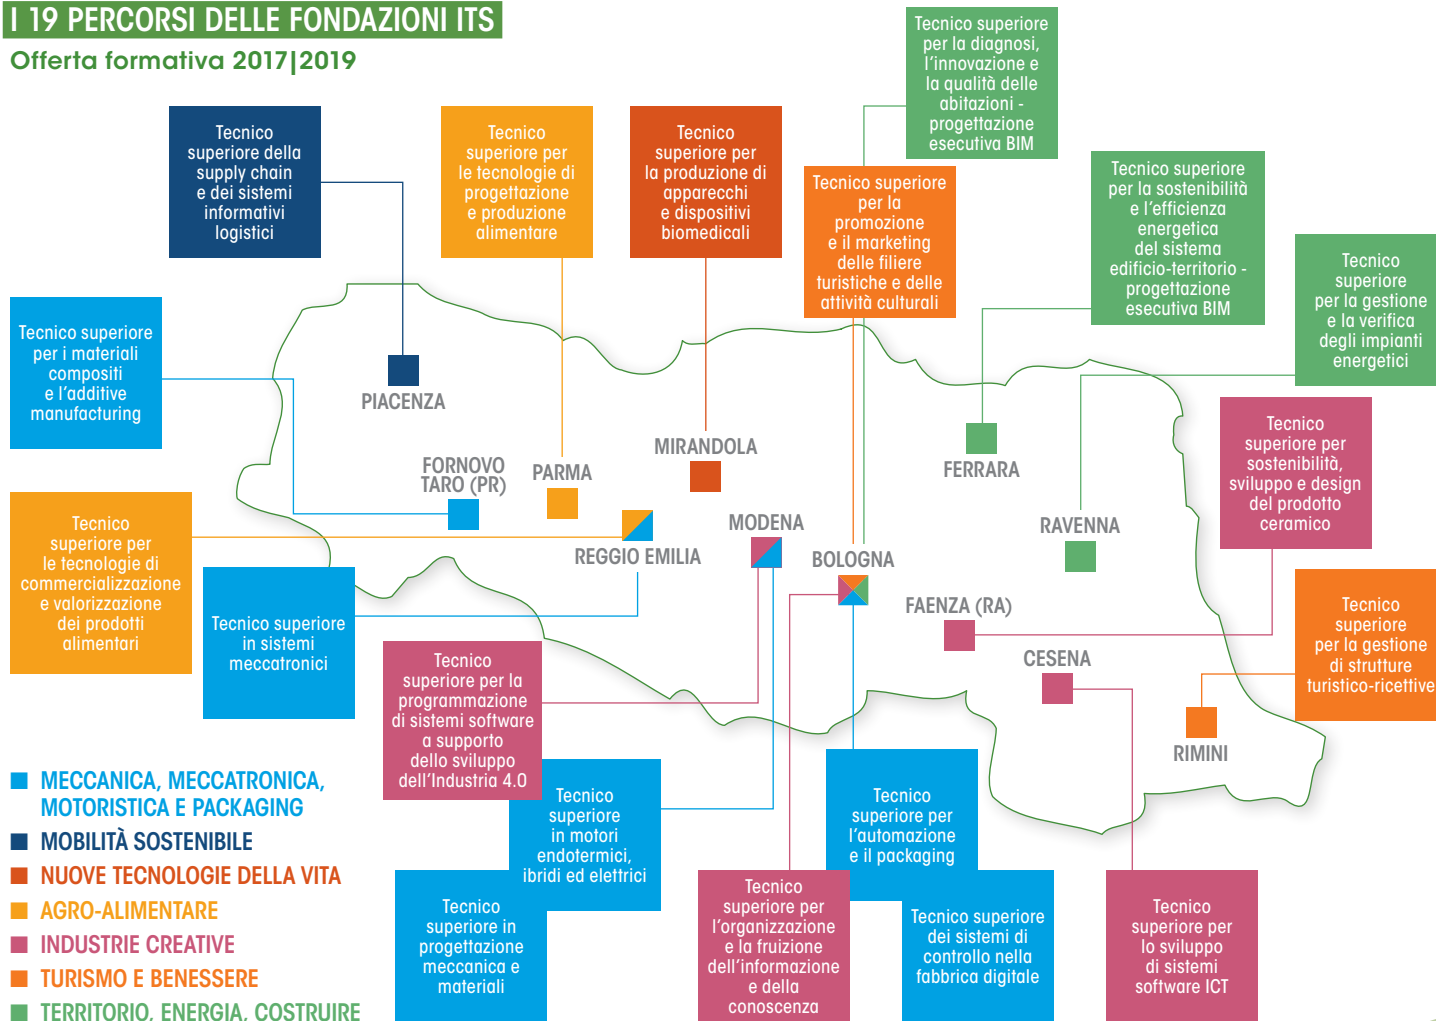 I 19 PERCORSI DELLE FONDAZIONI ITS
Offerta formativa 2017|2019
Tecnico superiore
per la diagnosi,
l'innovazione e
la qualità delle
abitazioni -
progettazione
esecutiva BIM
Tecnico
superiore della
supply chain
e dei sistemi
informativi
logistici
Tecnico
superiore per
le tecnologie di
progettazione
e produzione
alimentare
Tecnico
superiore per
la produzione di
apparecchi
e dispositivi
biomedicali
Tecnico superiore
per la
promozione
e il marketing
delle filiere
turistiche e delle
attività culturali
Tecnico superiore
per la sostenibilità
e l'efficienza
energetica
del sistema
edificio-territorio -
progettazione
esecutiva BIM
Tecnico
superiore
per la gestione
e la verifica
degli impianti
energetici
Tecnico superiore
per i materiali
compositi
e l'additive
manufacturing
PIACENZA
FORNOVO
TARO (PR)
PARMA
MIRANDOLA
FERRARA
Tecnico
superiore per
sostenibilità,
sviluppo e design
del prodotto
ceramico
REGGIO EMILIA
MODENA
BOLOGNA
RAVENNA
Tecnico
superiore per
le tecnologie di
commercializzazione
e valorizzazione
dei prodotti
alimentari
Tecnico superiore
in sistemi
meccatronici
FAENZA (RA)
CESENA
RIMINI
Tecnico
superiore
per la gestione
di strutture
turistico-ricettive
Tecnico
superiore per la
programmazione
di sistemi software
a supporto
dello sviluppo
dell'Industria 4.0
Tecnico
superiore
in motori
endotermici,
ibridi ed elettrici
Tecnico
superiore per
l'automazione
e il packaging
Tecnico
superiore in
progettazione
meccanica e
materiali
Tecnico
superiore per
l'organizzazione
e la fruizione
dell'informazione
e della
conoscenza
Tecnico superiore
dei sistemi di
controllo nella
fabbrica digitale
Tecnico
superiore per
lo sviluppo
di sistemi
software ICT
MECCANICA, MECCATRONICA,
MOTORISTICA E PACKAGING
MOBILITÀ SOSTENIBILE
NUOVE TECNOLOGIE DELLA VITA
AGRO-ALIMENTARE
INDUSTRIE CREATIVE
TURISMO E BENESSERE
TERRITORIO, ENERGIA, COSTRUIRE